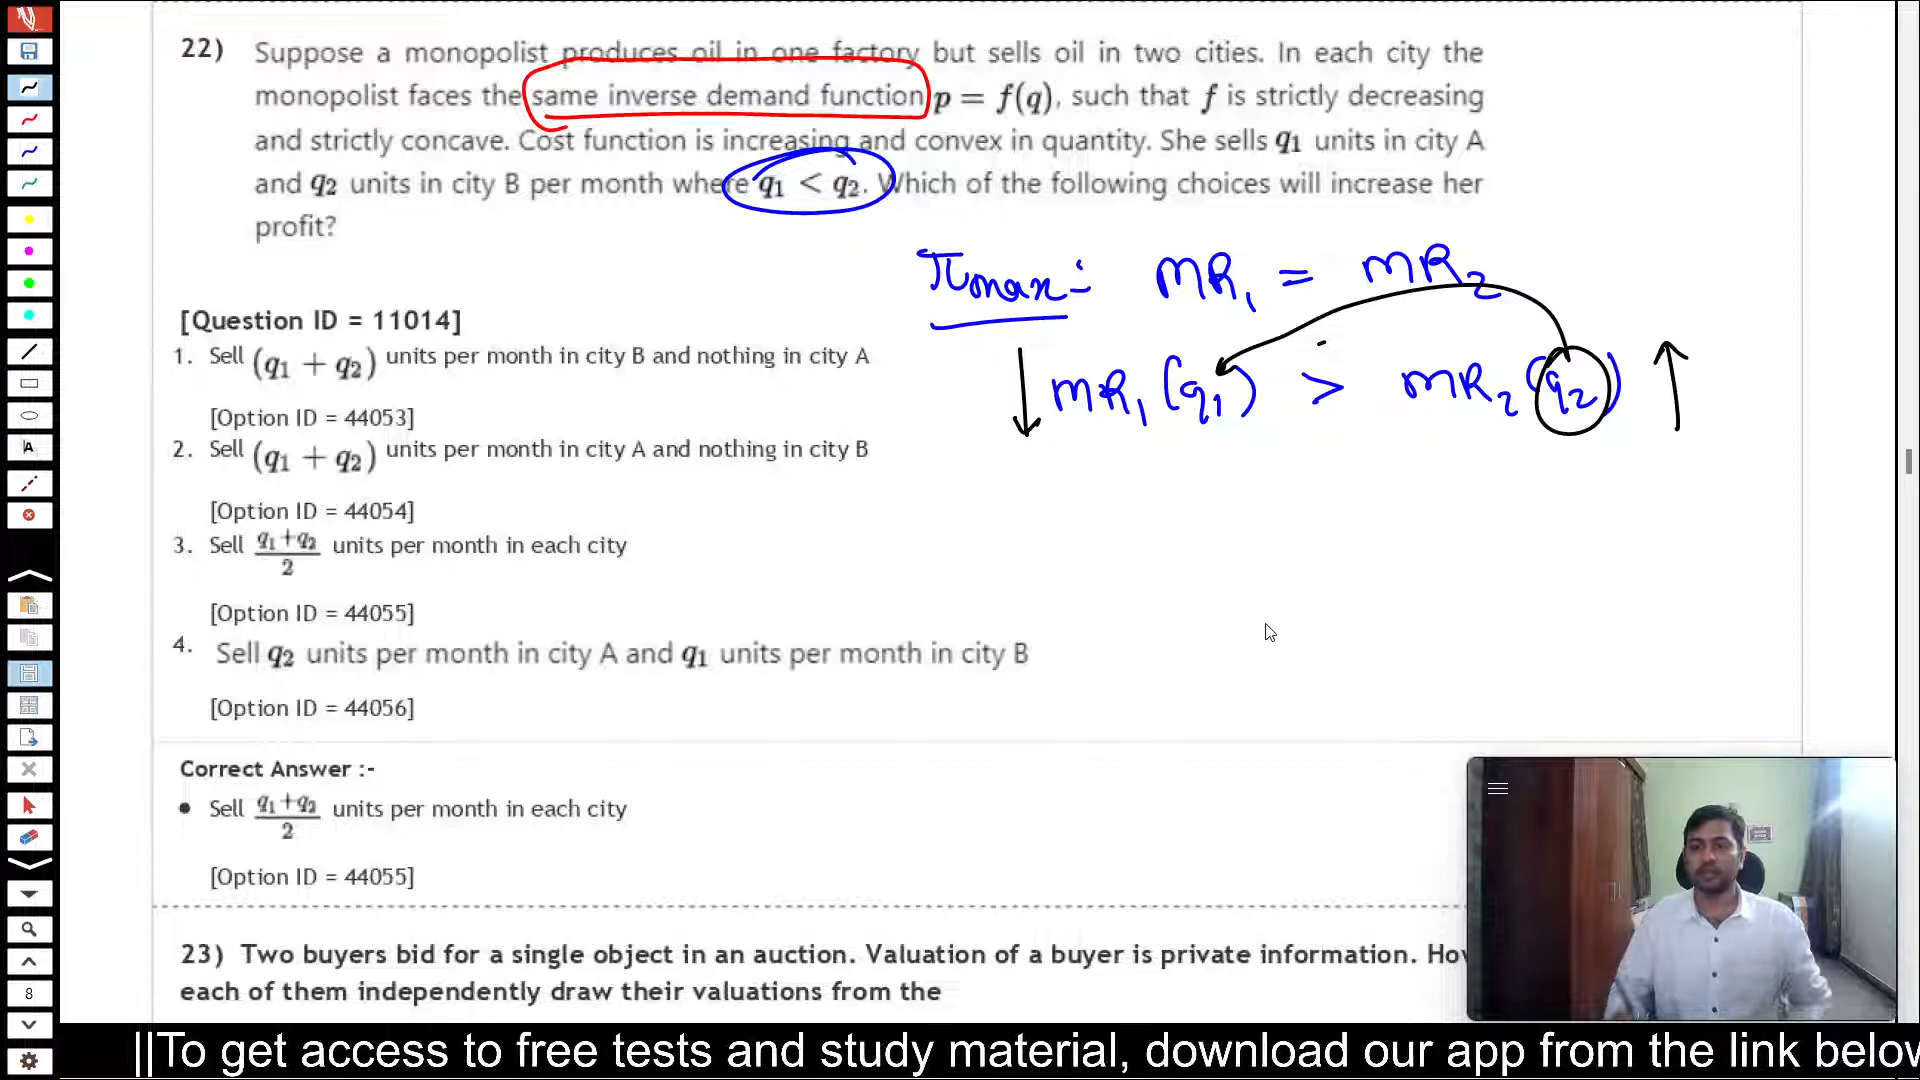 22) Suppose a monopolist produces oil in one factory but sells oil in two cities. In each city the
monopolist faces the same inverse demand function p = f(q), such that f is strictly decreasing
and strictly concave. Cost function is increasing and convex in quantity. She sells q₁ units in city A
and q₂ units in city B per month where q₁ < q₂. Which of the following choices will increase her
profit?
πmax: MR₁ = MR₂
MR₁(q₁) > MR₂(q₂)
[Question ID = 11014]
1. Sell (q₁ + q₂) units per month in city B and nothing in city A
[Option ID = 44053]
2. Sell (q₁ + q₂) units per month in city A and nothing in city B
[Option ID = 44054]
3. Sell (q₁+q₂)/2 units per month in each city
[Option ID = 44055]
4. Sell q₂ units per month in city A and q₁ units per month in city B
[Option ID = 44056]
Correct Answer :-
• Sell (q₁+q₂)/2 units per month in each city
[Option ID = 44055]
23) Two buyers bid for a single object in an auction. Valuation of a buyer is private information.
each of them independently draw their valuations from the
8
||To get access to free tests and study material, download our app from the link below